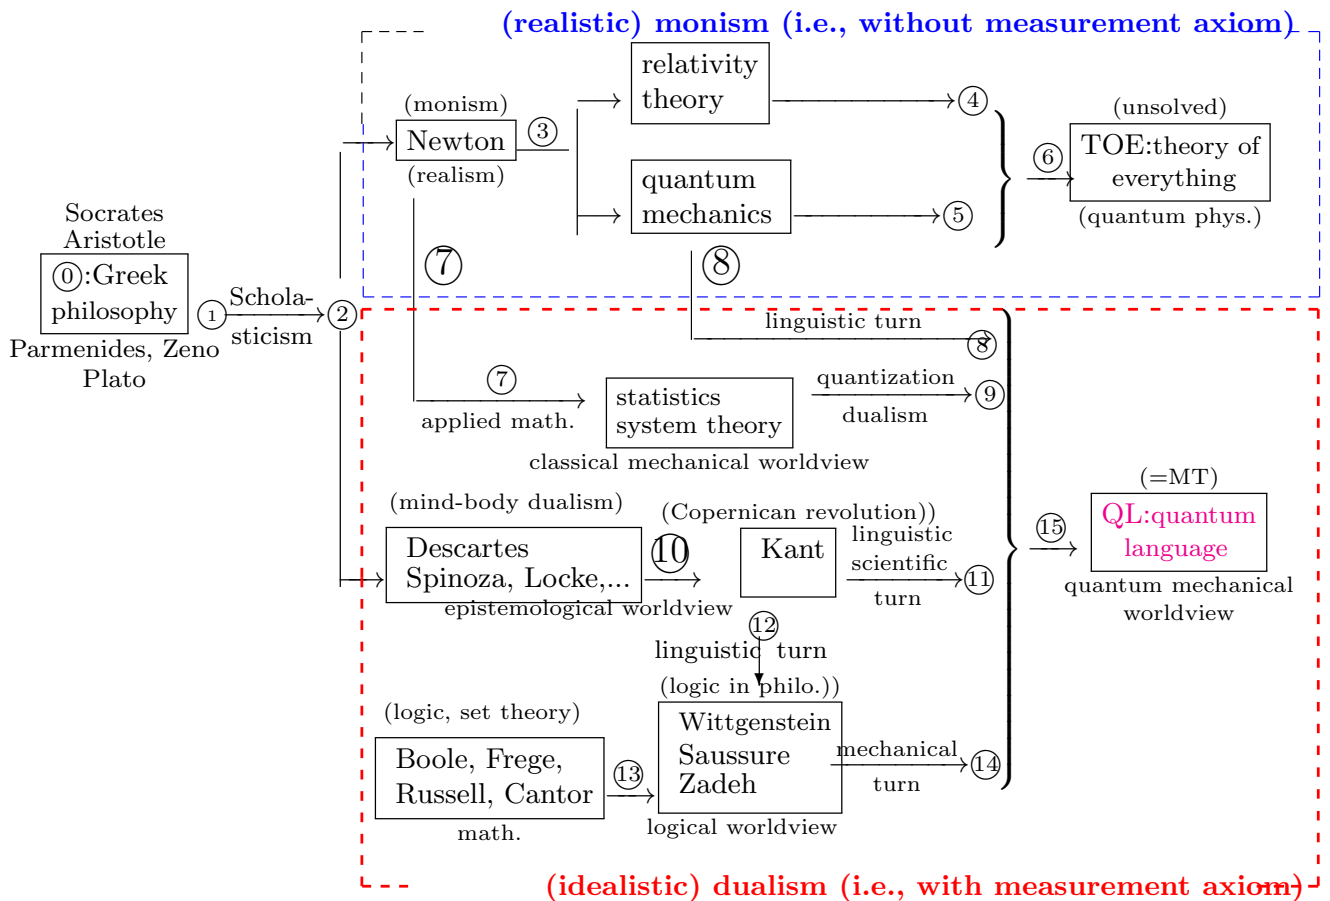 (realistic) monism (i.e., without measurement axiom)
relativity
theory
④
(monism)
Newton
③
(realism)
quantum
mechanics
⑤
(unsolved)
⑥
TOE:theory of
everything
(quantum phys.)
Socrates
Aristotle
⓪:Greek
philosophy
Parmenides, Zeno
Plato
①
Schola-
sticism
②
⑦
⑧
linguistic turn
⑧
⑦
applied math.
statistics
system theory
classical mechanical worldview
quantization
dualism
⑨
(mind-body dualism)
Descartes
Spinoza, Locke,...
epistemological worldview
⑩
(Copernican revolution))
Kant
linguistic
scientific
turn
⑪
⑫
linguistic turn
(logic in philo.))
Wittgenstein
Saussure
Zadeh
logical worldview
(logic, set theory)
Boole, Frege,
Russell, Cantor
math.
⑬
mechanical
turn
⑭
⑮
(=MT)
QL:quantum
language
quantum mechanical
worldview
(idealistic) dualism (i.e., with measurement axiom)